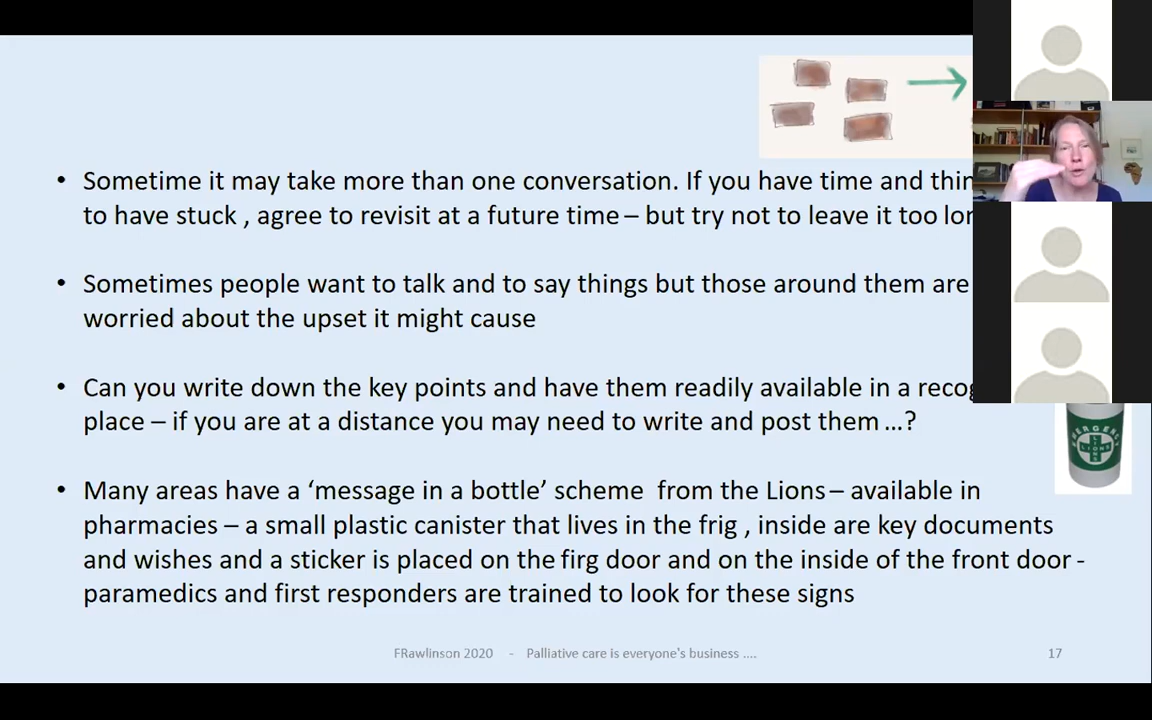 • Sometime it may take more than one conversation. If you have time and
to have stuck , agree to revisit at a future time – but try not to leave it too
• Sometimes people want to talk and to say things but those around them are
worried about the upset it might cause
• Can you write down the key points and have them readily available in a
place – if you are at a distance you may need to write and post them ...?
EMERGENCY
LIONS
• Many areas have a ‘message in a bottle’ scheme from the Lions – available in
pharmacies – a small plastic canister that lives in the frig , inside are key documents
and wishes and a sticker is placed on the firg door and on the inside of the front door -
paramedics and first responders are trained to look for these signs
FRawlinson 2020 - Palliative care is everyone's business ....
17